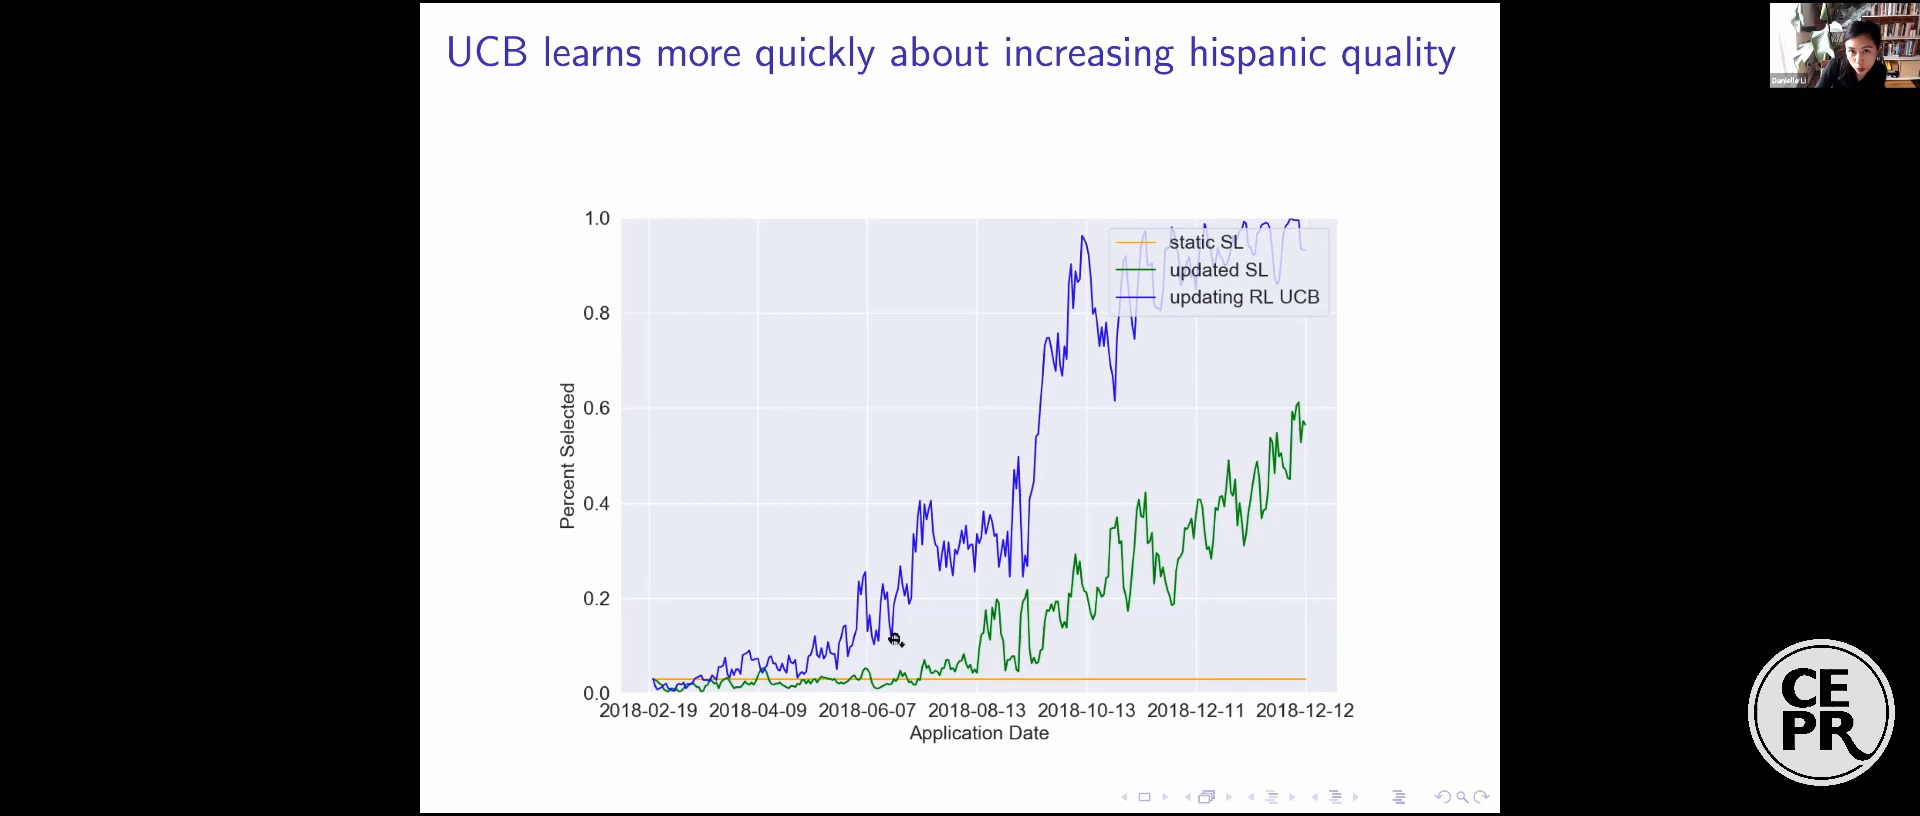 UCB learns more quickly about increasing hispanic quality
Danielle Li
1.0
0.8
0.6
0.4
0.2
0.0
Percent Selected
static SL
updated SL
updating RL UCB
2018-02-19 2018-04-09 2018-06-07 2018-08-13 2018-10-13 2018-12-11 2018-12-12
Application Date
CE
PR